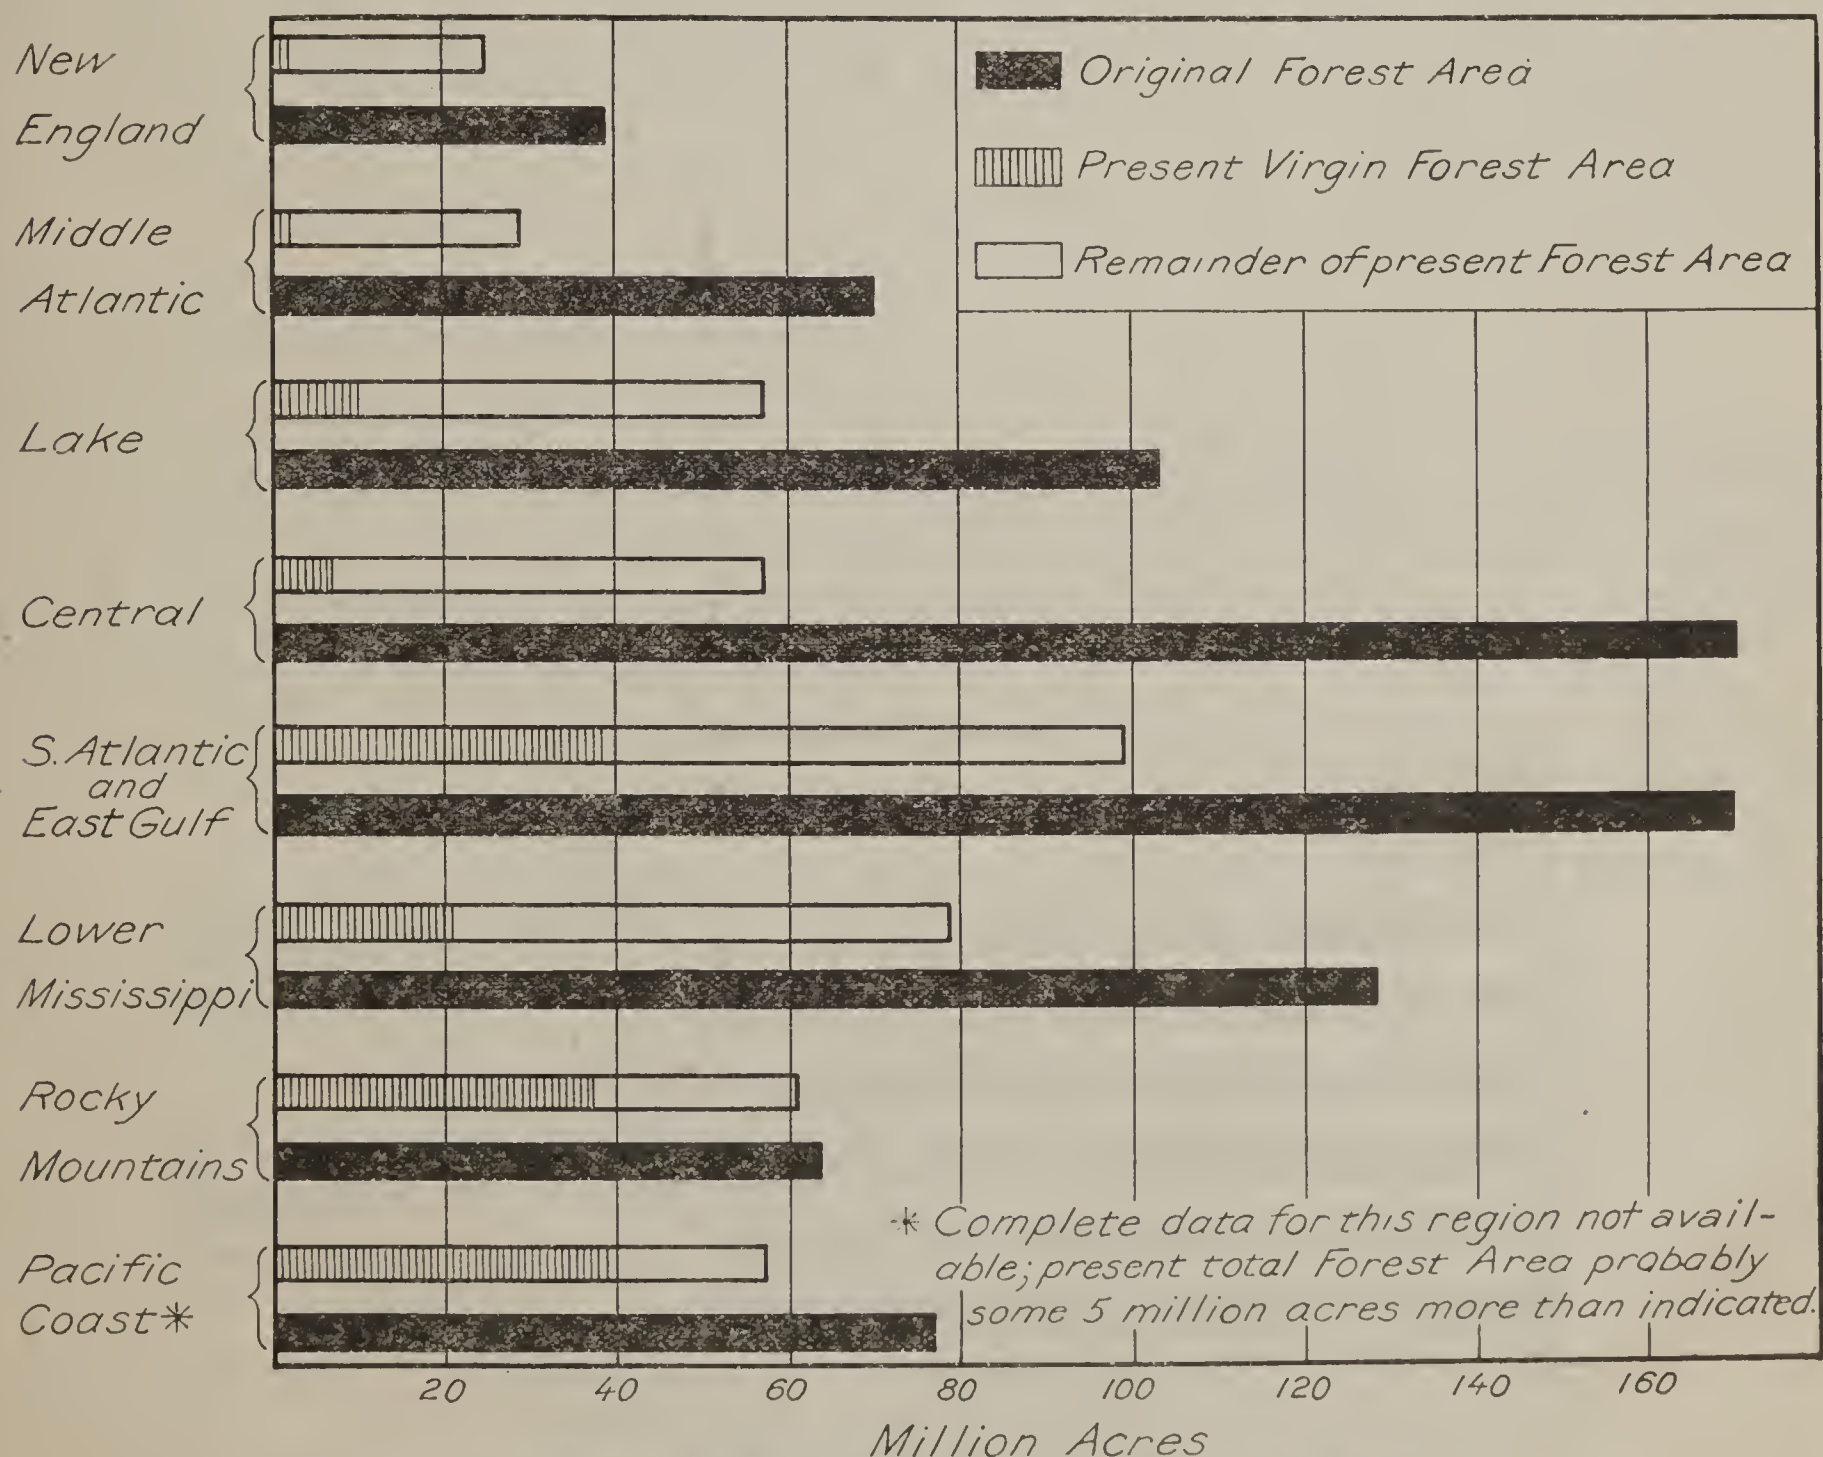 New
England
Middle
Atlantic
Lake
Central
S. Atlantic
and
East Gulf
Lower
Mississippi
Rocky
Mountains
Pacific
Coast*
Original Forest Area
Present Virgin Forest Area
Remainder of present Forest Area
* Complete data for this region not avail-
able; present total Forest Area probably
some 5 million acres more than indicated.
20 40 60 80 100 120 140 160
Million Acres